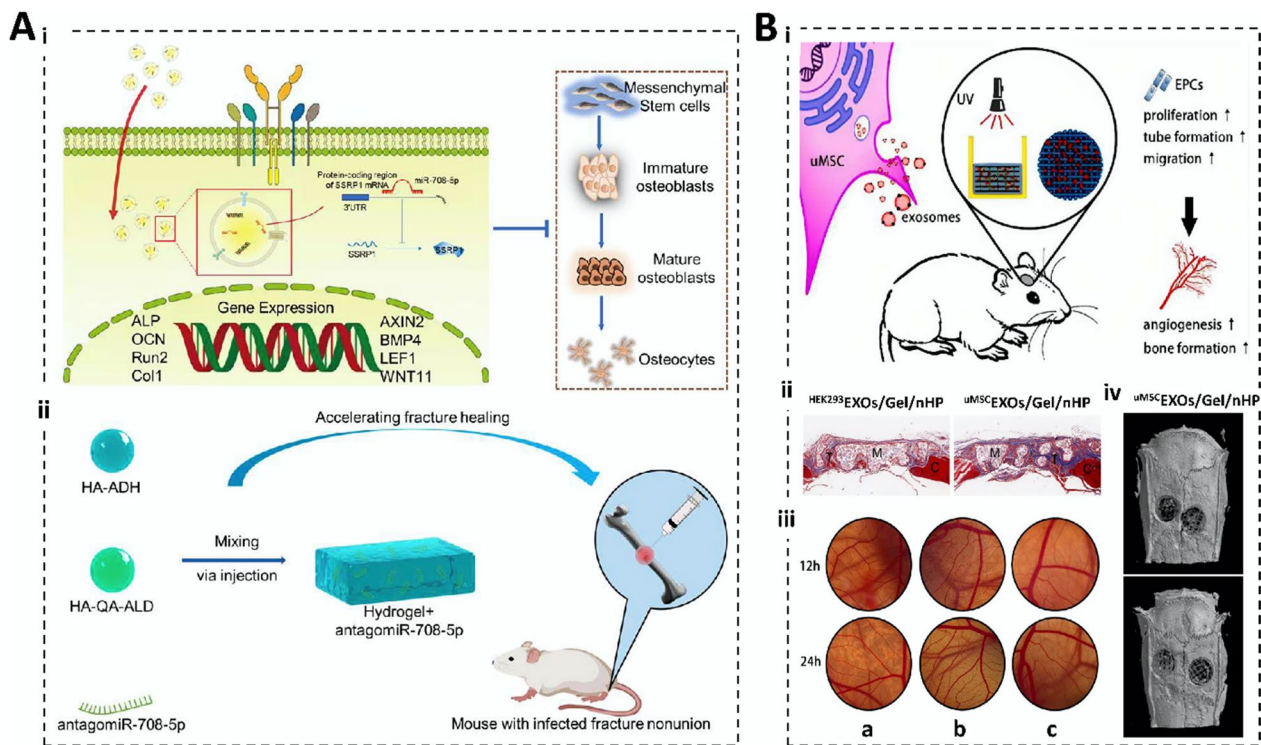 A
i
Mesenchymal
Stem cells
Immature
osteoblasts
Mature
osteoblasts
Osteocytes
Protein-coding region
of SSRP1 mRNA
miR-708-5p
3'UTR
SSRP1
SSRP1
Gene Expression
ALP
OCN
Run2
Col1
AXIN2
BMP4
LEF1
WNT11
ii
Accelerating fracture healing
HA-ADH
HA-QA-ALD
Mixing
via injection
Hydrogel+
antagomiR-708-5p
antagomiR-708-5p
Mouse with infected fracture nonunion
B
i
uMSC
exosomes
UV
EPCs
proliferation ↑
tube formation ↑
migration ↑
angiogenesis ↑
bone formation ↑
ii
HEK293EXOs/Gel/nHP
uMSCEXOs/Gel/nHP
T
M
C
M
T
C
iii
12h
24h
a
b
c
iv
uMSCEXOs/Gel/nHP